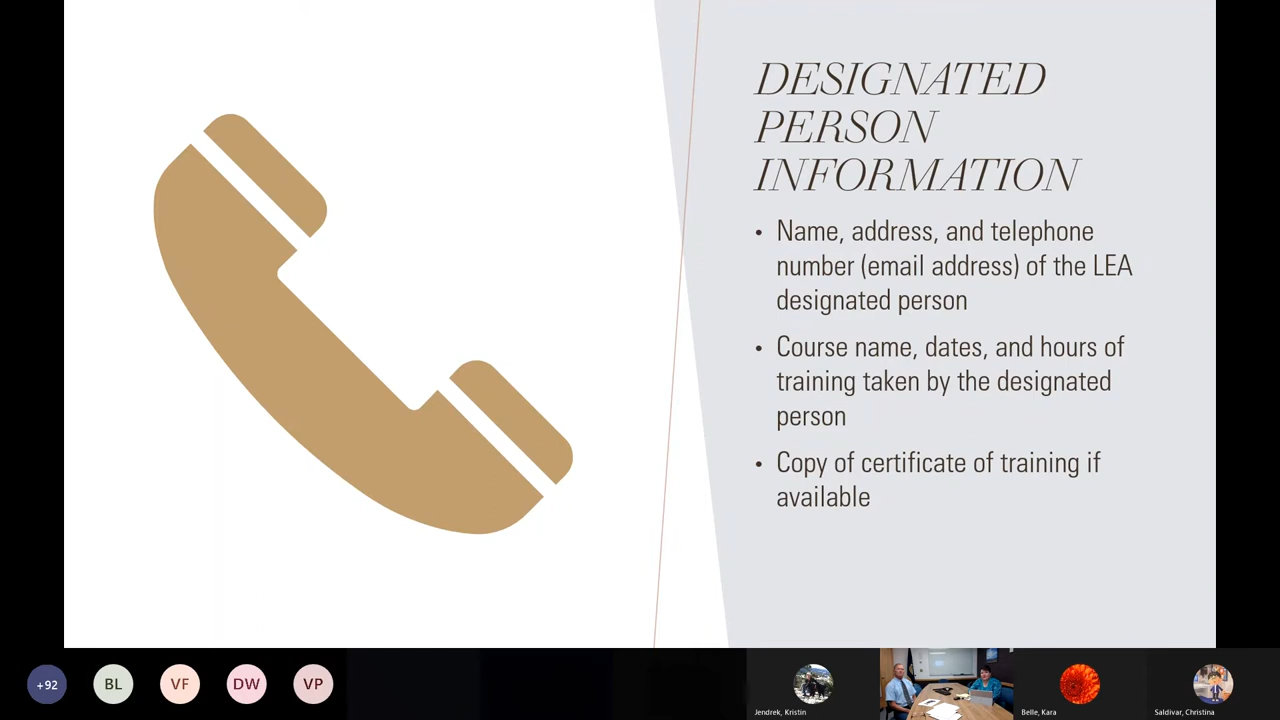 DESIGNATED
PERSON
INFORMATION
• Name, address, and telephone
number (email address) of the LEA
designated person
• Course name, dates, and hours of
training taken by the designated
person
• Copy of certificate of training if
available
+92
BL
VF
DW
VP
Jendrek, Kristin
Belle, Kara
Saldivar, Christina